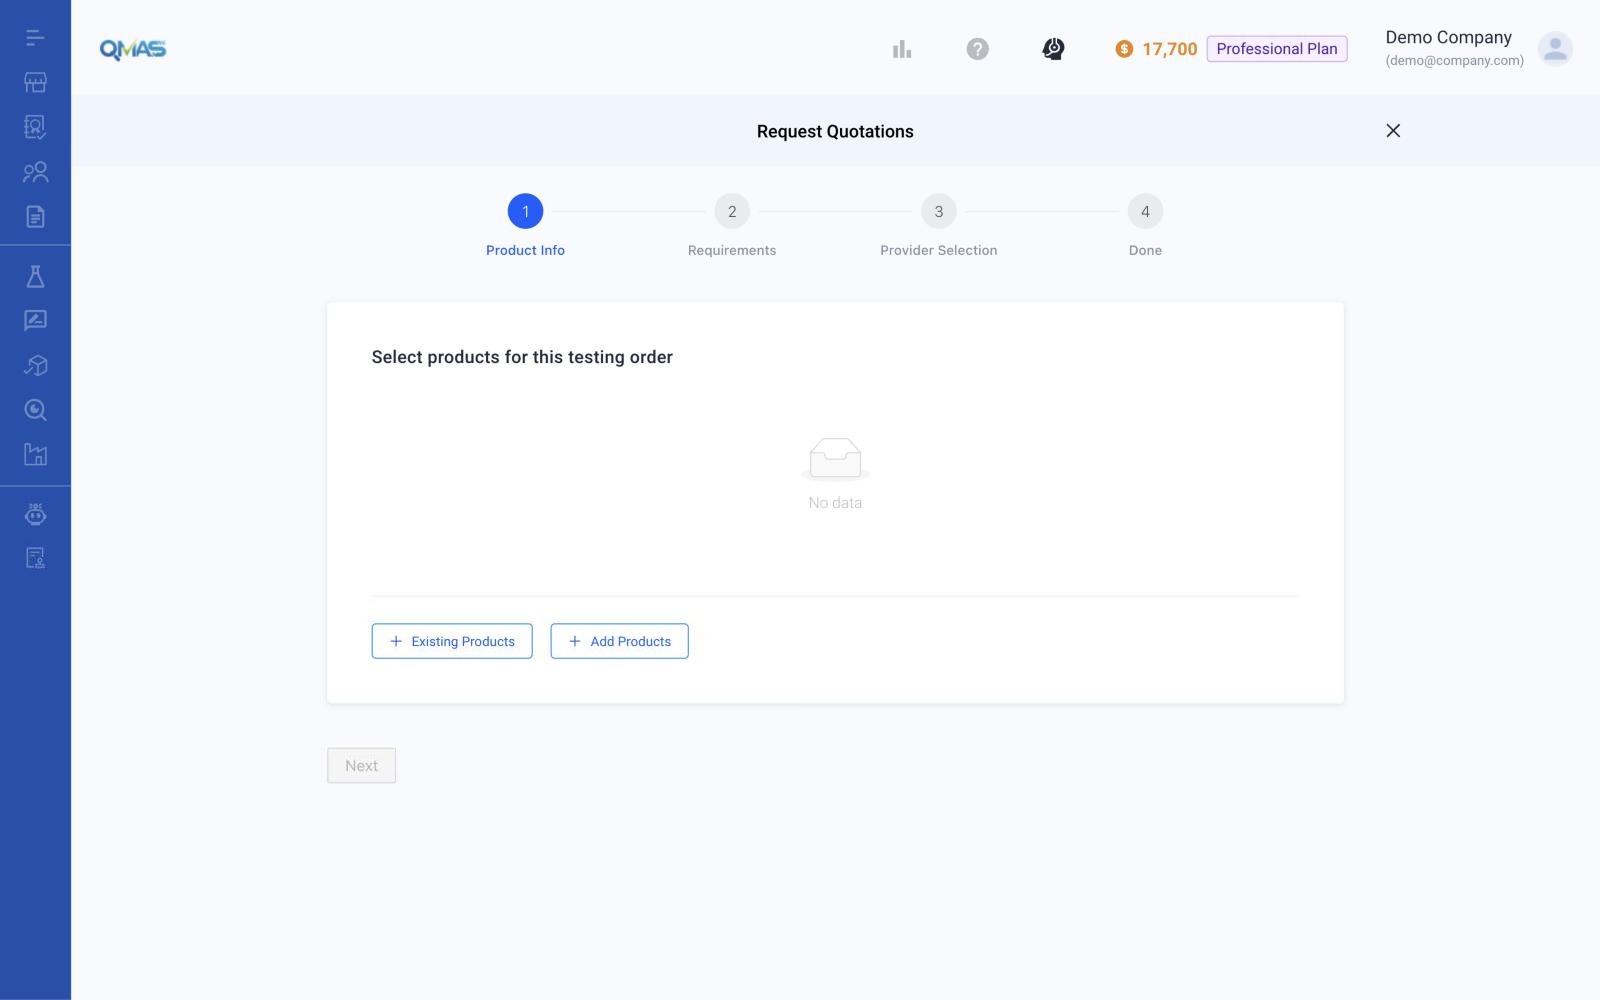 QMAS
17,700
Professional Plan
Demo Company
(demo@company.com)
Request Quotations
1
2
3
4
Product Info
Requirements
Provider Selection
Done
Select products for this testing order
No data
Existing Products
Add Products
Next